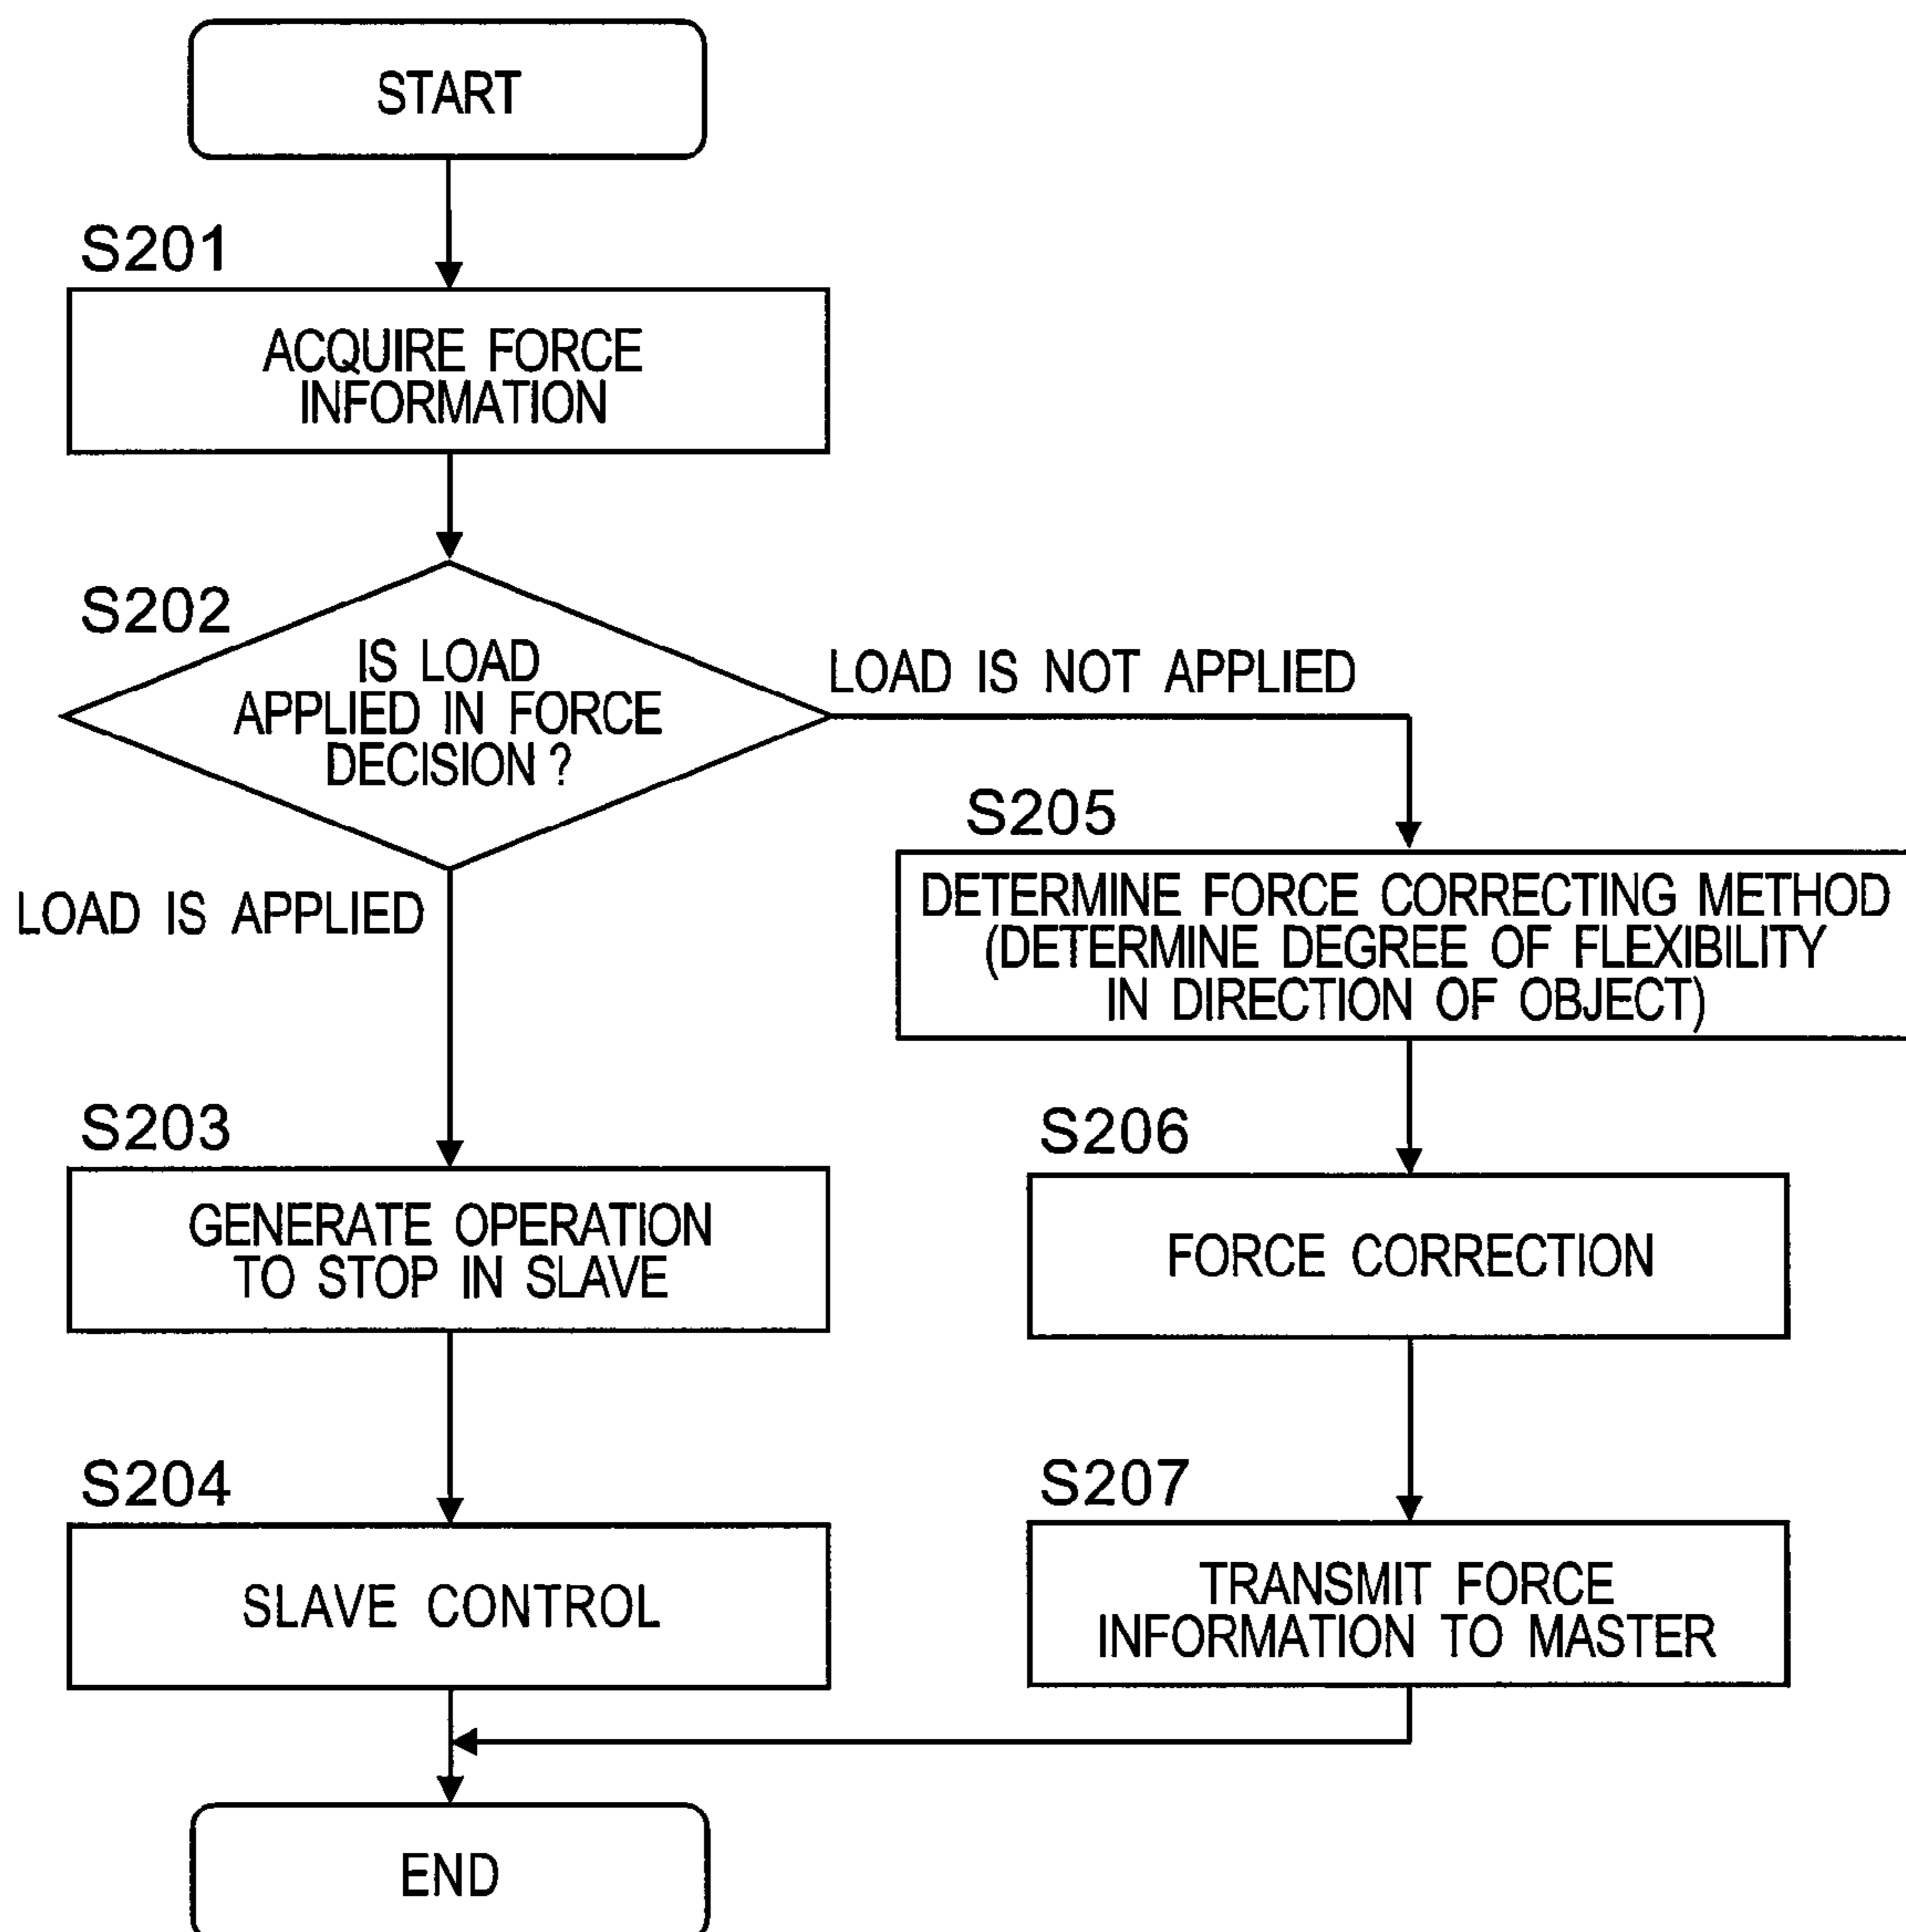 START
S201
ACQUIRE FORCE
INFORMATION
S202
IS LOAD
APPLIED IN FORCE
DECISION ?
LOAD IS NOT APPLIED
LOAD IS APPLIED
S203
GENERATE OPERATION
TO STOP IN SLAVE
S204
SLAVE CONTROL
S205
DETERMINE FORCE CORRECTING METHOD
(DETERMINE DEGREE OF FLEXIBILITY
IN DIRECTION OF OBJECT)
S206
FORCE CORRECTION
S207
TRANSMIT FORCE
INFORMATION TO MASTER
END